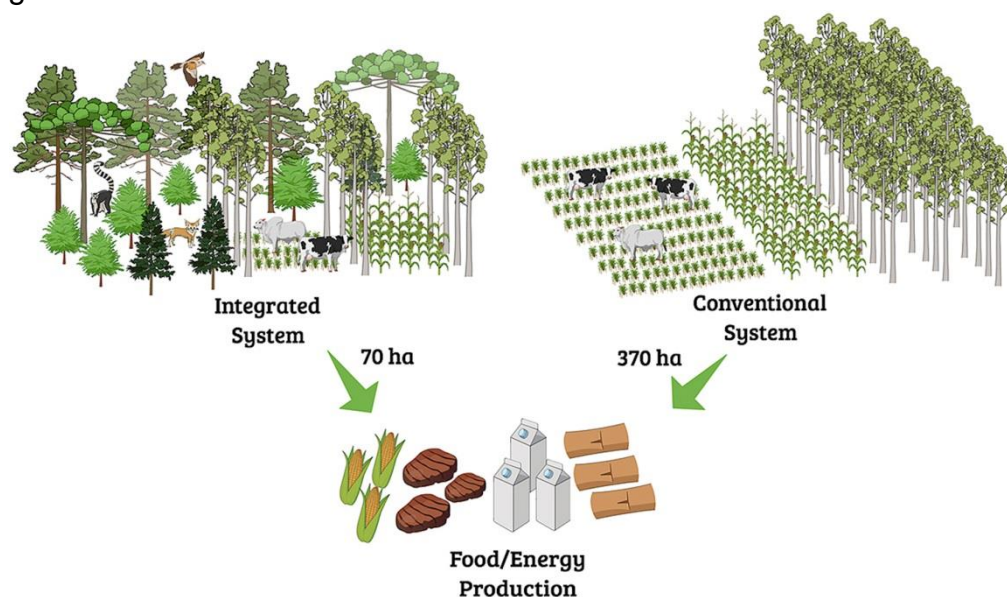 Integrated
System
Conventional
System
70 ha
370 ha
Food/Energy
Production